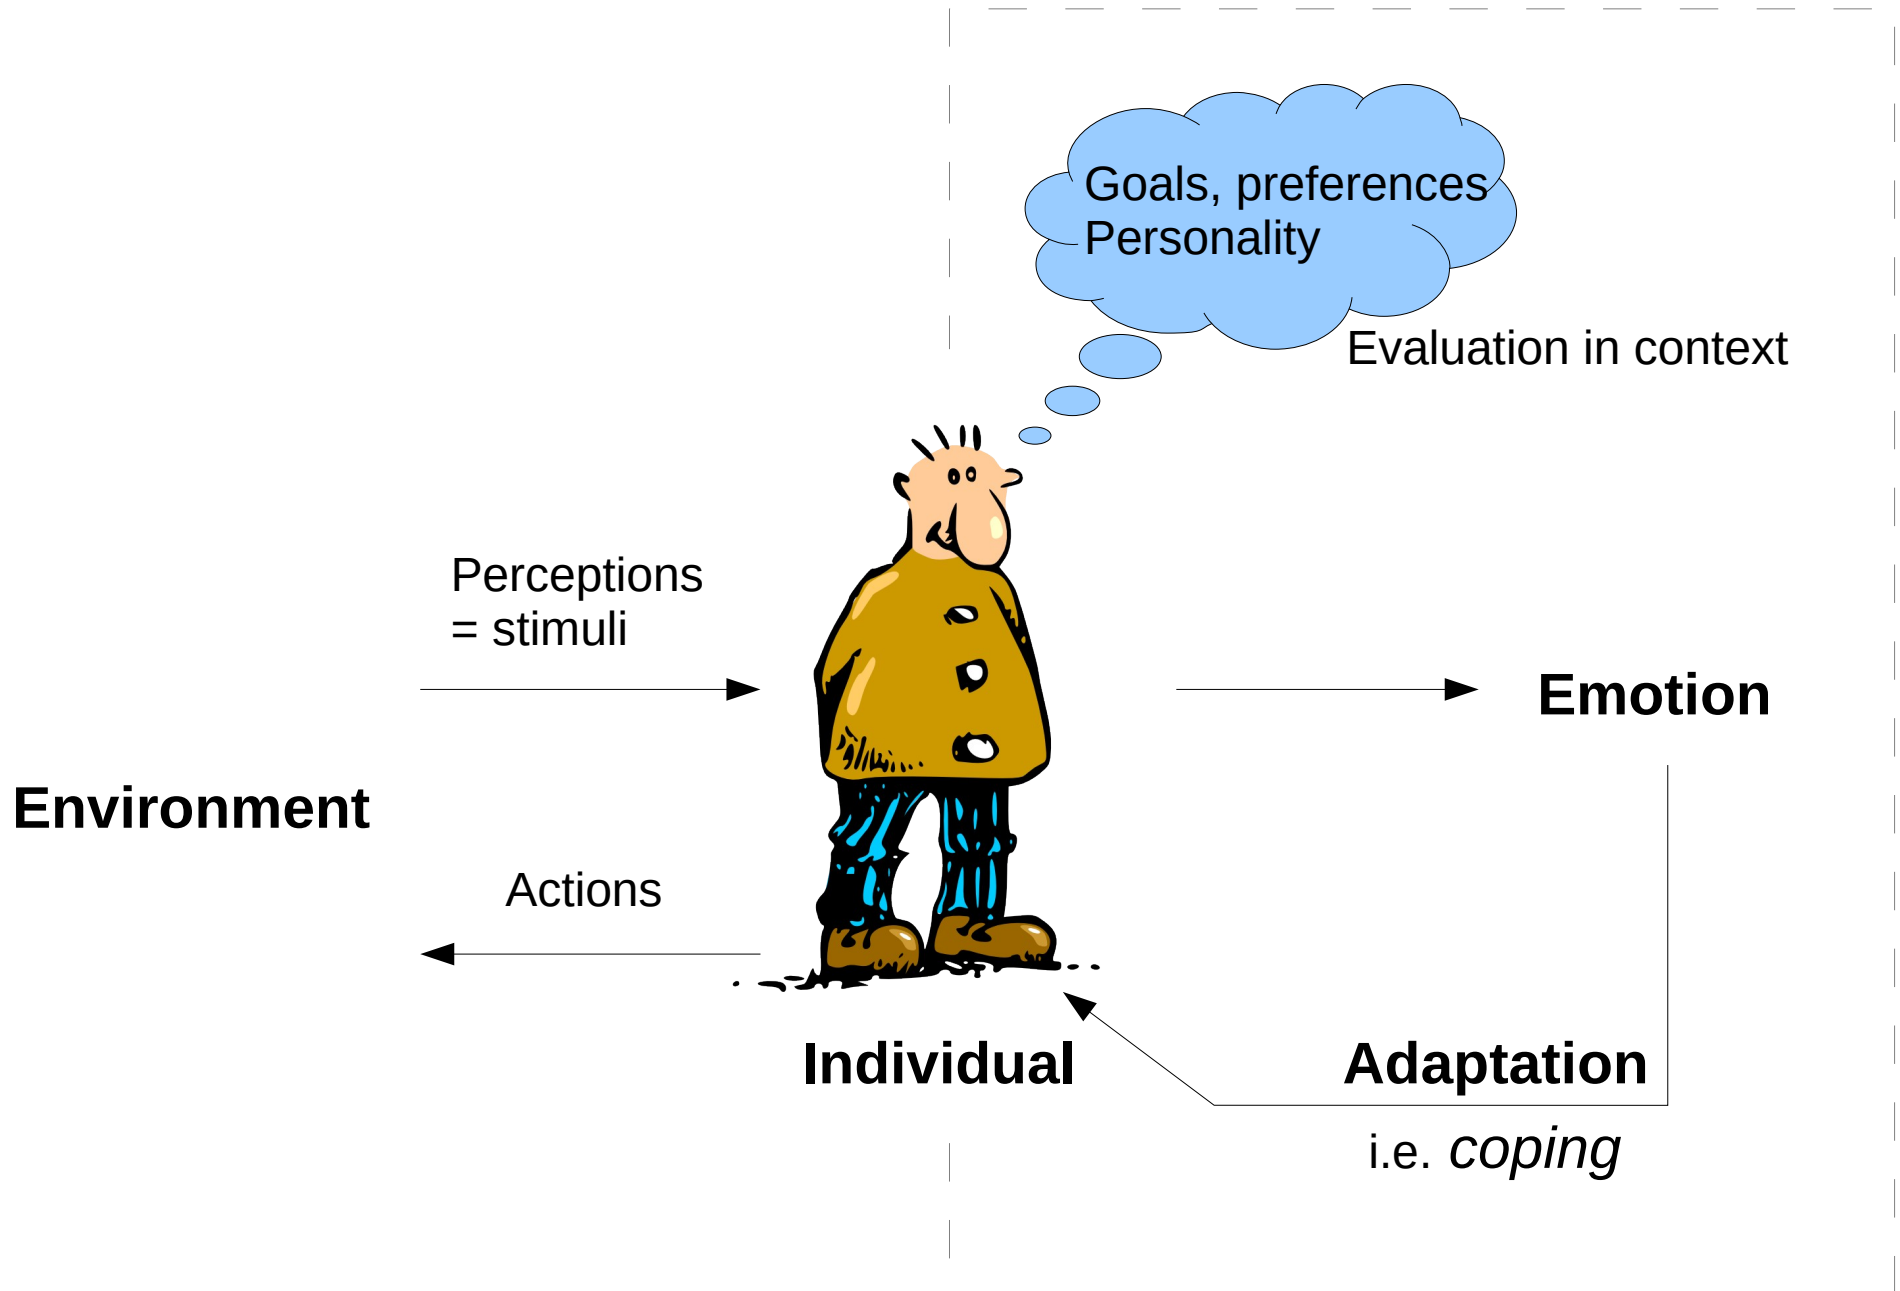 Goals, preferences
Personality
Evaluation in context
Perceptions
= stimuli
Emotion
Environment
Actions
Individual
Adaptation
i.e. coping